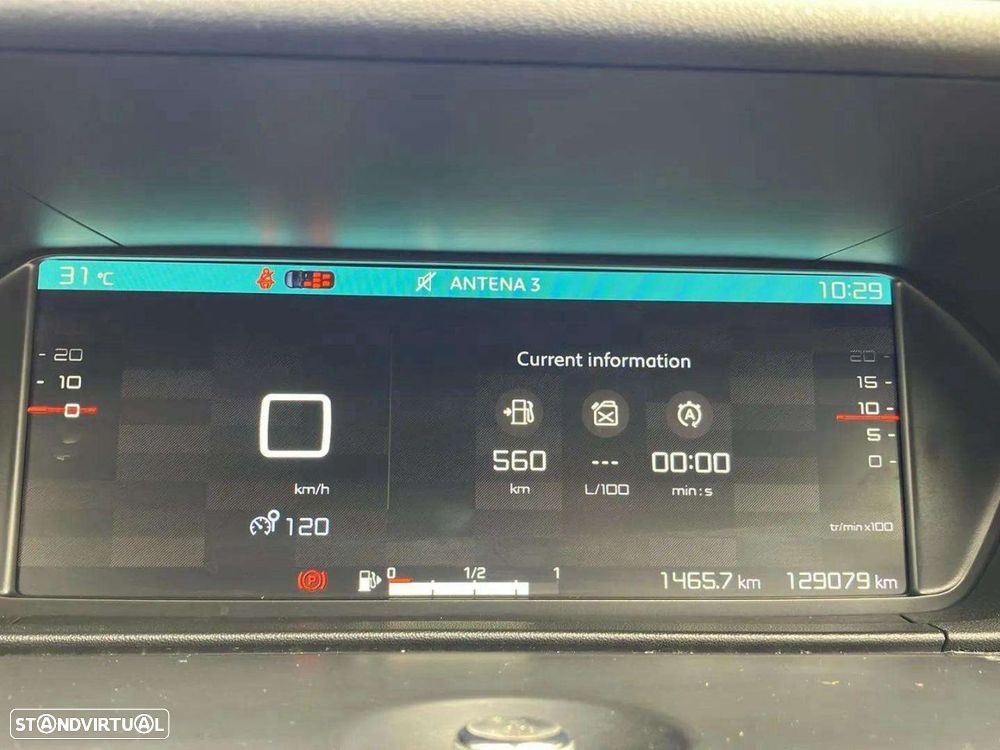 31 °C ANTENA 3 10:29
- 20 20 -
- 10 15 -
0 10 -
5 -
0 -
Current information
0
km/h
560 --- 00:00
km L/100 min:s
120
tr/min x100
P 0 1/2 1 1465.7 km 129079 km
STANDVIRTUAL